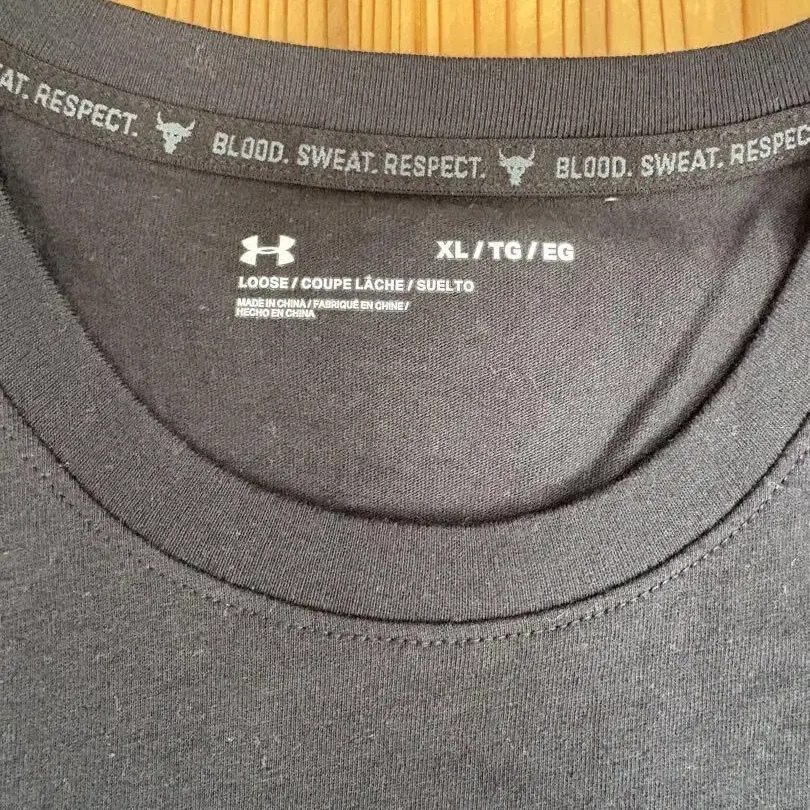 AT. RESPECT. BLOOD. SWEAT. RESPECT. BLOOD. SWEAT. RESPEC
XL / TG / EG
LOOSE / COUPE LÂCHE / SUELTO
MADE IN CHINA / FABRIQUÉ EN CHINE /
HECHO EN CHINA